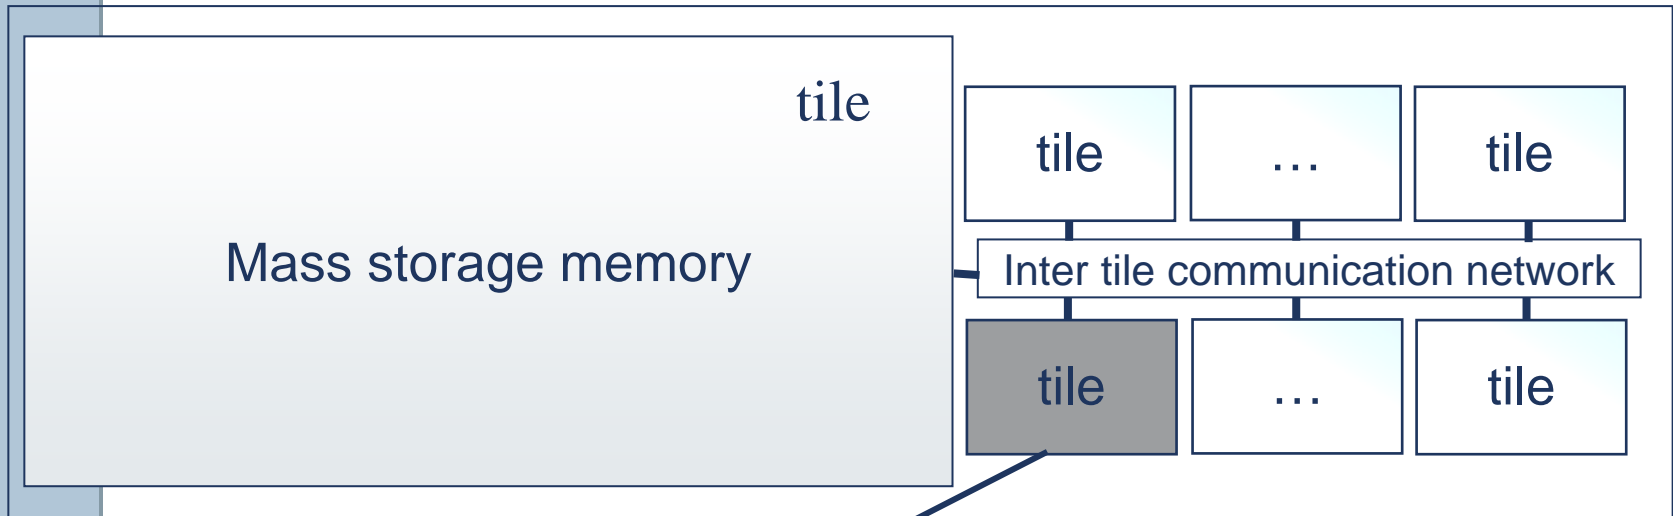 tile
tile
…
tile
Mass storage memory
Inter tile communication network
tile
…
tile